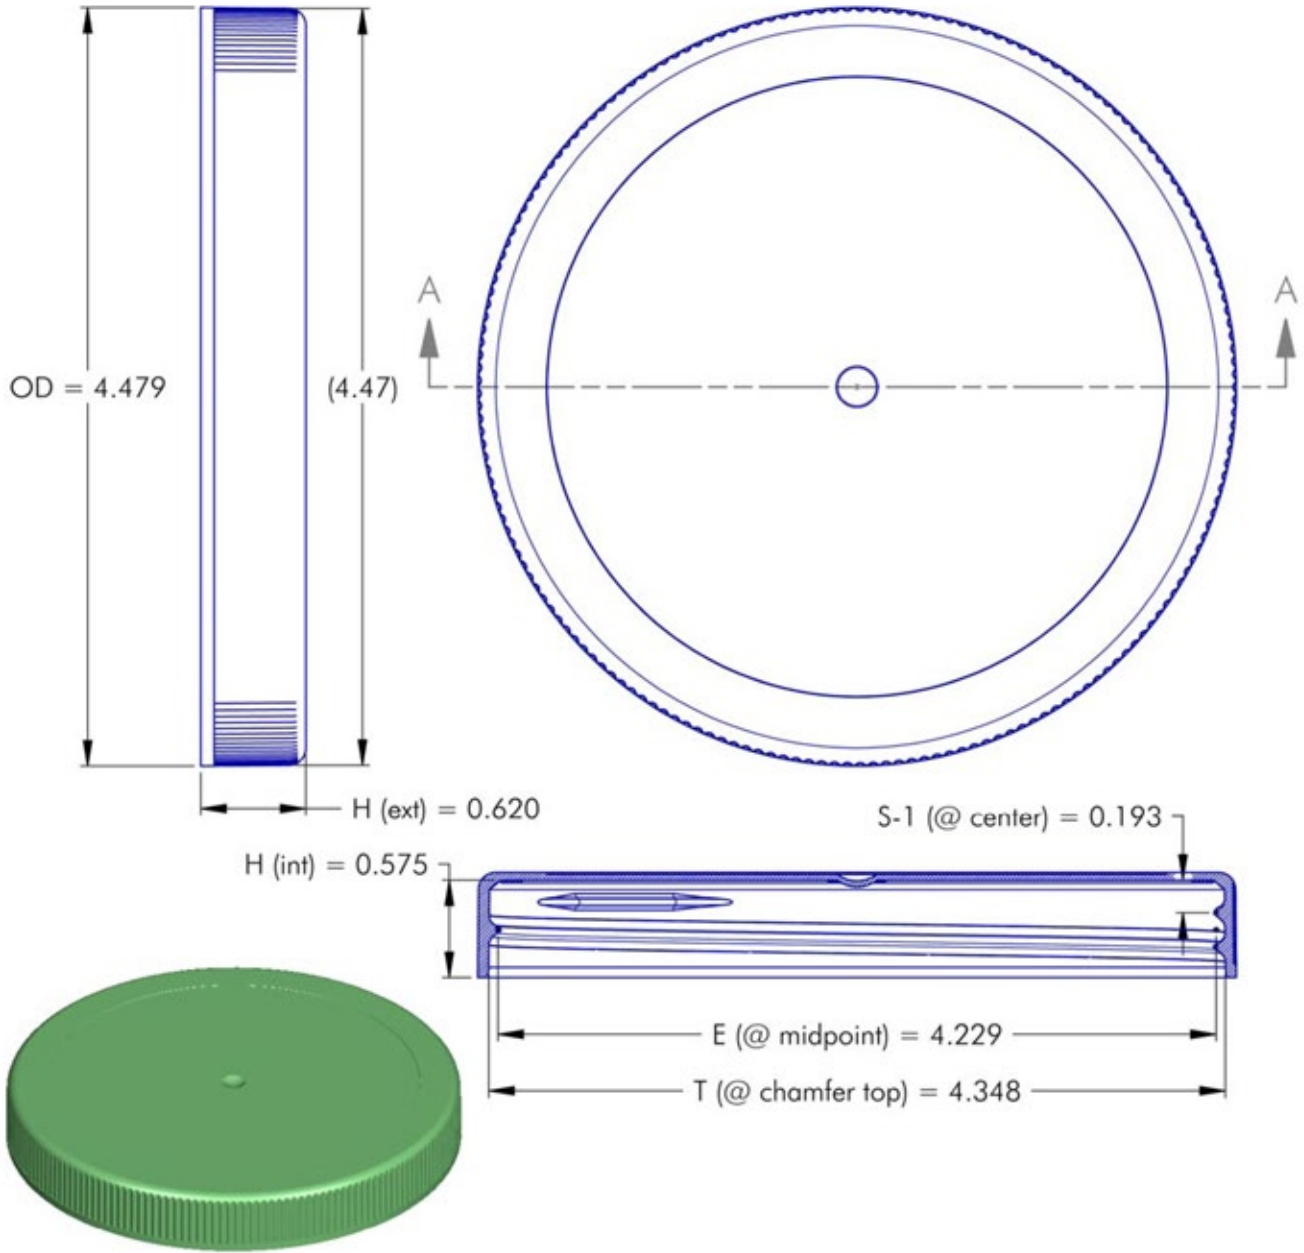 A
A
OD = 4.479
(4.47)
H (ext) = 0.620
S-1 (@ center) = 0.193
H (int) = 0.575
E (@ midpoint) = 4.229
T (@ chamfer top) = 4.348